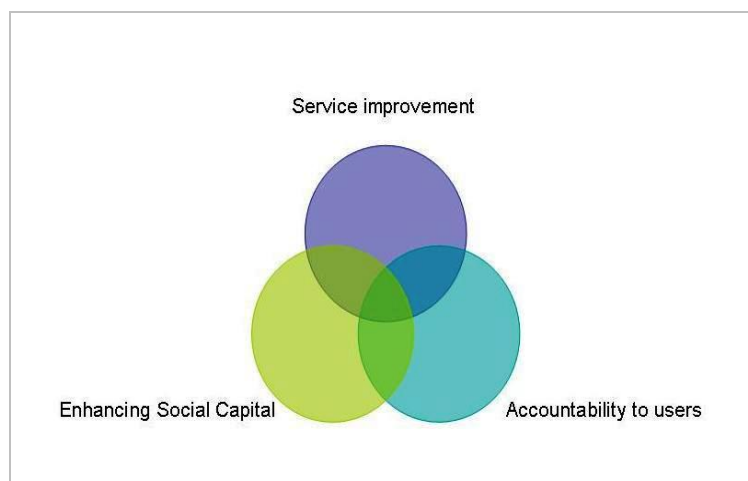 Service improvement
Enhancing Social Capital
Accountability to users